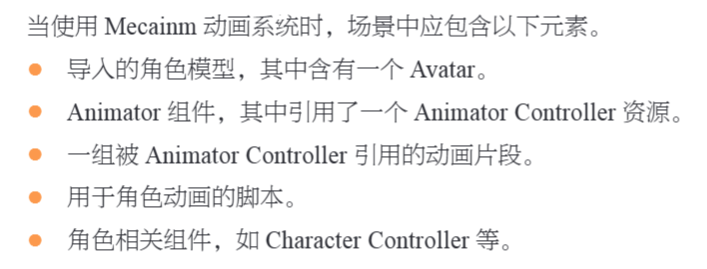 当使用 Mecainm 动画系统时，场景中应包含以下元素。
● 导入的角色模型，其中含有一个 Avatar。
● Animator 组件，其中引用了一个 Animator Controller 资源。
● 一组被 Animator Controller 引用的动画片段。
● 用于角色动画的脚本。
● 角色相关组件，如 Character Controller 等。